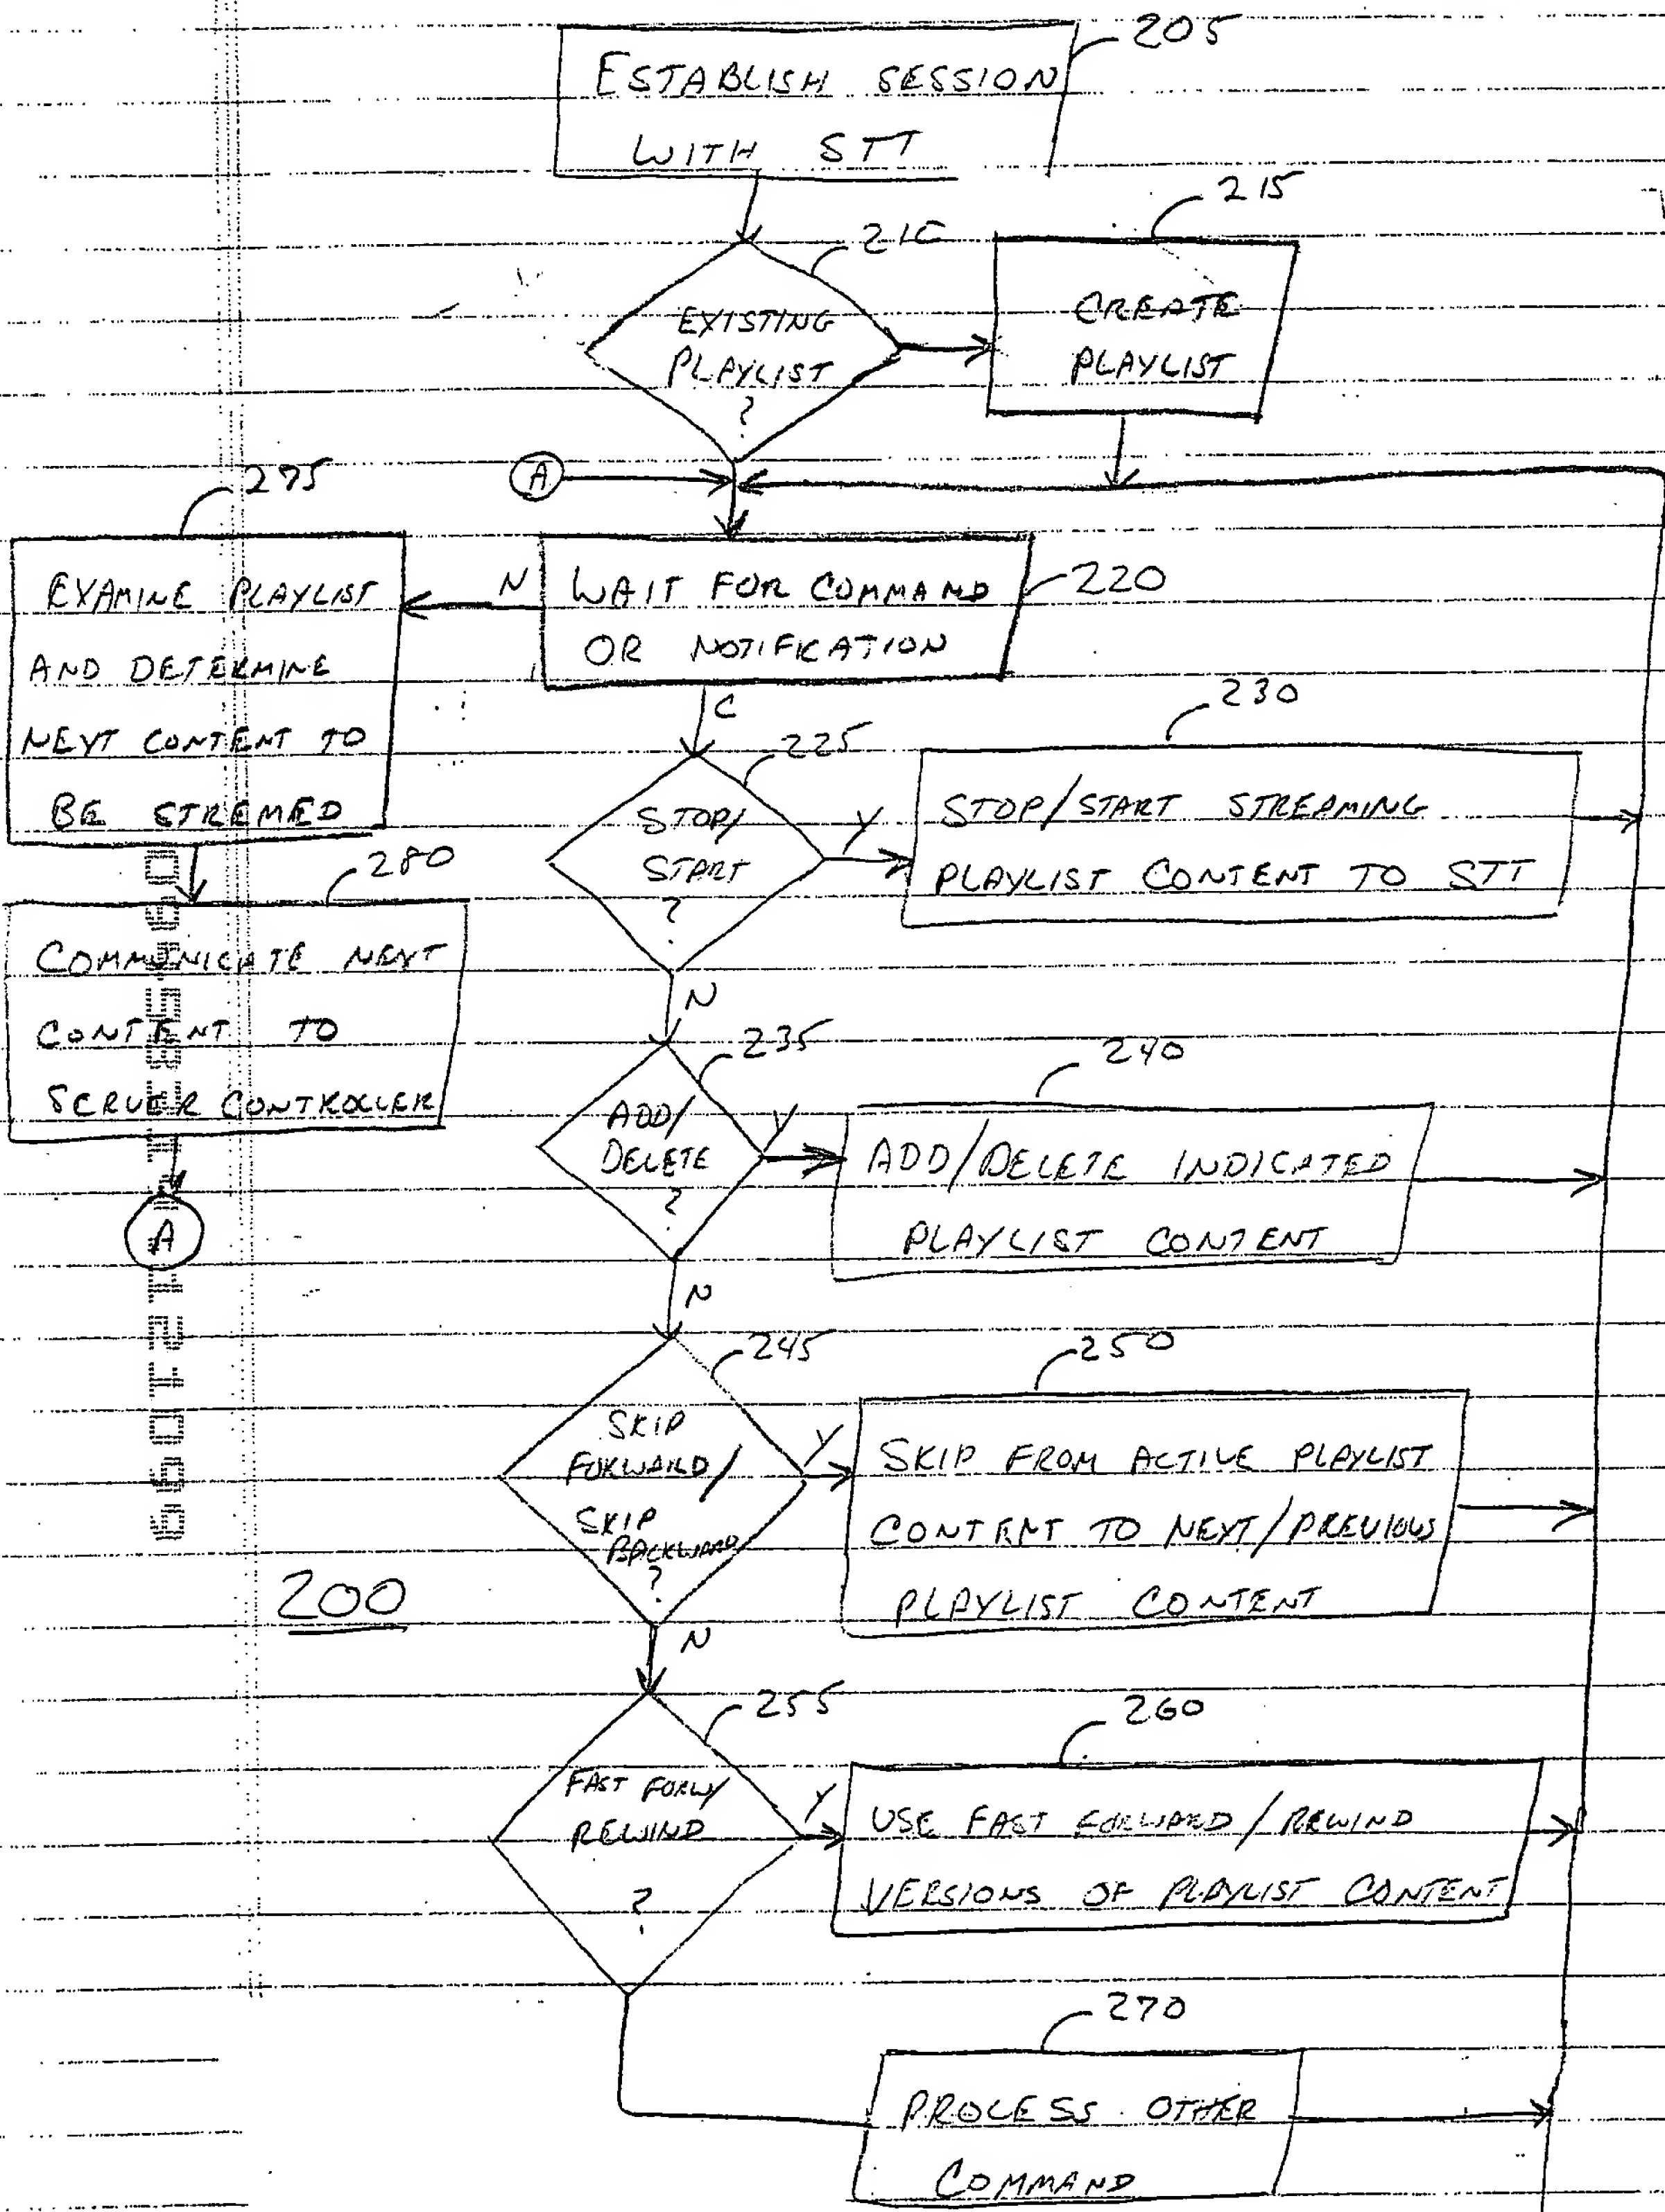 205
ESTABLISH SESSION
WITH STT
210
EXISTING
PLAYLIST
?
215
CREATE
PLAYLIST
A
275
EXAMINE PLAYLIST
AND DETERMINE
NEXT CONTENT TO
BE STREMED
N
WAIT FOR COMMAND
OR NOTIFICATION
220
C
280
COMMUNICATE NEXT
CONTENT TO
SERVER CONTROLLER
A
225
STOP/
START
?
Y
230
STOP/START STREAMING
PLAYLIST CONTENT TO STT
N
235
ADD/
DELETE
?
Y
240
ADD/DELETE INDICATED
PLAYLIST CONTENT
N
245
SKIP
FORWARD/
SKIP
BACKWARD
?
Y
250
SKIP FROM ACTIVE PLAYLIST
CONTENT TO NEXT/PREVIOUS
PLAYLIST CONTENT
200
N
255
FAST FORW/
REWIND
?
Y
260
USE FAST FORWARD/REWIND
VERSIONS OF PLAYLIST CONTENT
270
PROCESS OTHER
COMMAND